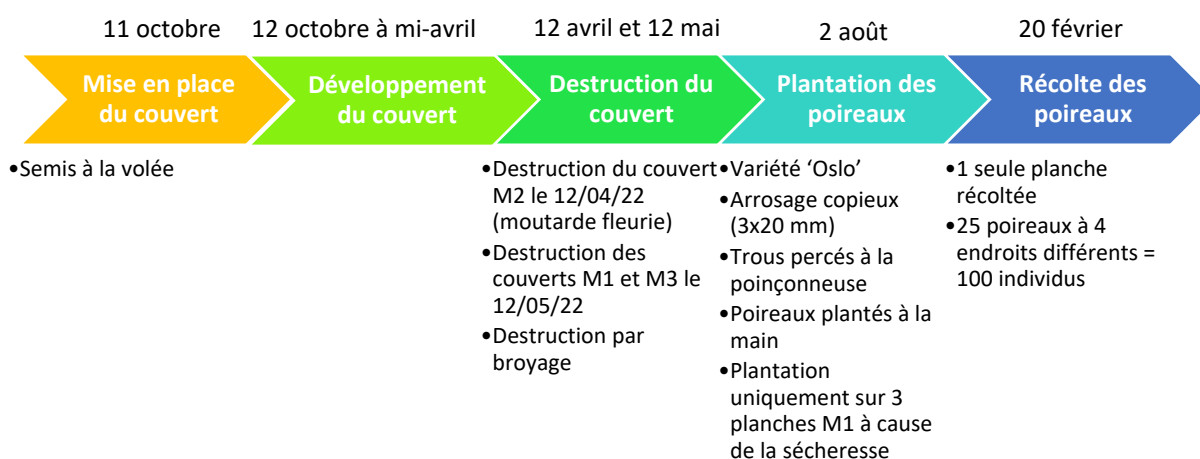 11 octobre
12 octobre à mi-avril
12 avril et 12 mai
2 août
20 février
Mise en place
du couvert
Développement
du couvert
Destruction du
couvert
Plantation des
poireaux
Récolte des
poireaux
•Semis à la volée
•Destruction du couvert
M2 le 12/04/22
(moutarde fleurie)
•Destruction des
couverts M1 et M3 le
12/05/22
•Destruction par
broyage
•Variété ‘Oslo’
•Arrosage copieux
(3x20 mm)
•Trous percés à la
poinçonneuse
•Poireaux plantés à la
main
•Plantation
uniquement sur 3
planches M1 à cause
de la sécheresse
•1 seule planche
récoltée
•25 poireaux à 4
endroits différents =
100 individus